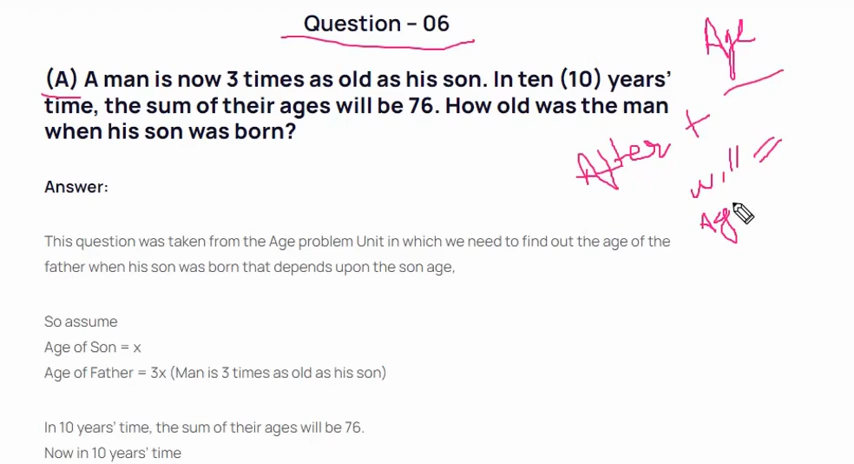 Question – 06
Age
(A) A man is now 3 times as old as his son. In ten (10) years'
time, the sum of their ages will be 76. How old was the man
when his son was born?
After +
will =
Ag
Answer:
This question was taken from the Age problem Unit in which we need to find out the age of the
father when his son was born that depends upon the son age,
So assume
Age of Son = x
Age of Father = 3x (Man is 3 times as old as his son)
In 10 years' time, the sum of their ages will be 76.
Now in 10 years' time